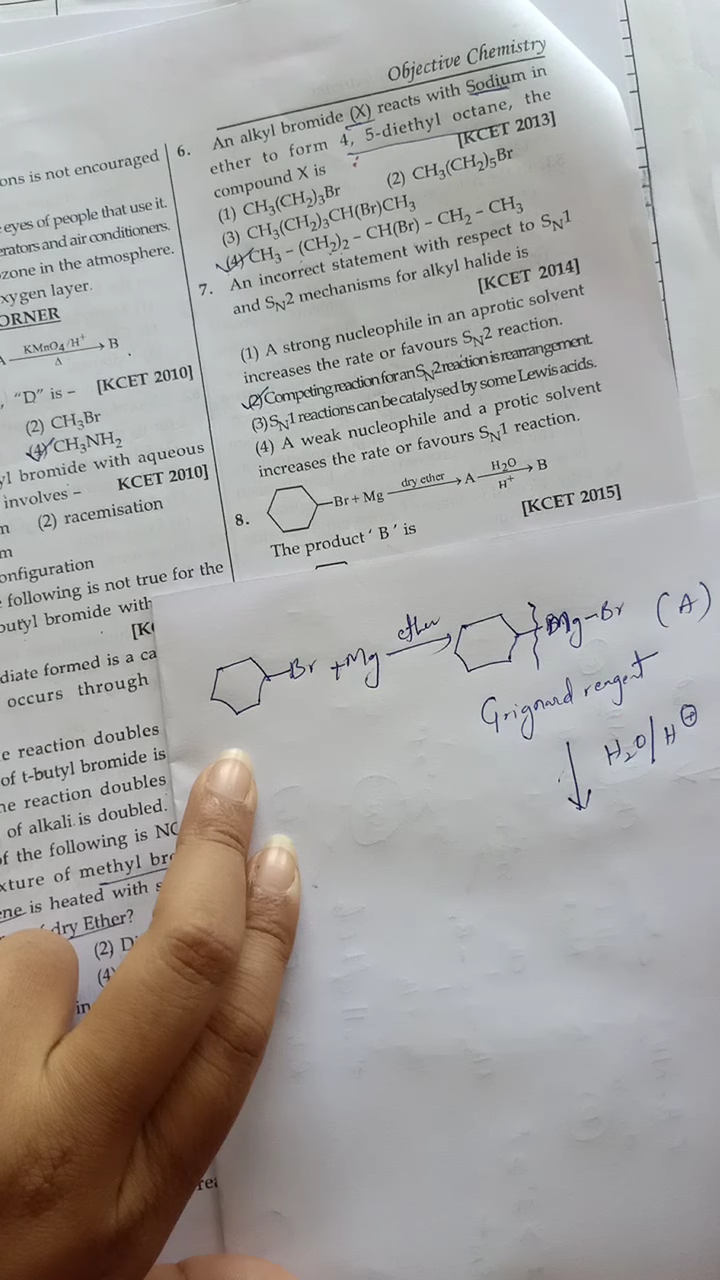 Objective Chemistry
ons is not encouraged
eyes of people that use it.
erators and air conditioners.
zone in the atmosphere.
xygen layer.
ORNER
KMnO₄/H⁺
Δ
B
, "D" is – [KCET 2010]
(2) CH₃Br
(4) CH₃NH₂
yl bromide with aqueous
involves – KCET 2010]
n (2) racemisation
m
onfiguration
following is not true for the
butyl bromide with
[K
diate formed is a ca
occurs through
e reaction doubles
of t-butyl bromide is
ne reaction doubles
of alkali is doubled.
f the following is NO
xture of methyl br
ne is heated with s
dry Ether?
(2) D
(4)
in
6. An alkyl bromide (X) reacts with Sodium in
ether to form 4, 5-diethyl octane, the
compound X is [KCET 2013]
(1) CH₃(CH₂)₃Br (2) CH₃(CH₂)₅Br
(3) CH₃(CH₂)₃CH(Br)CH₃
(4) CH₃ – (CH₂)₂ – CH(Br) – CH₂ – CH₃
7. An incorrect statement with respect to SN1
and SN2 mechanisms for alkyl halide is
[KCET 2014]
(1) A strong nucleophile in an aprotic solvent
increases the rate or favours SN2 reaction.
(2) Competing reaction for an SN2 reaction is rearrangement.
(3) SN1 reactions can be catalysed by some Lewis acids.
(4) A weak nucleophile and a protic solvent
increases the rate or favours SN1 reaction.
8. Br + Mg dry ether A H₂O H⁺ B
The product ' B ' is [KCET 2015]
Br + Mg ether Mg–Br (A)
Grignard reagent
H₂O/H⊕